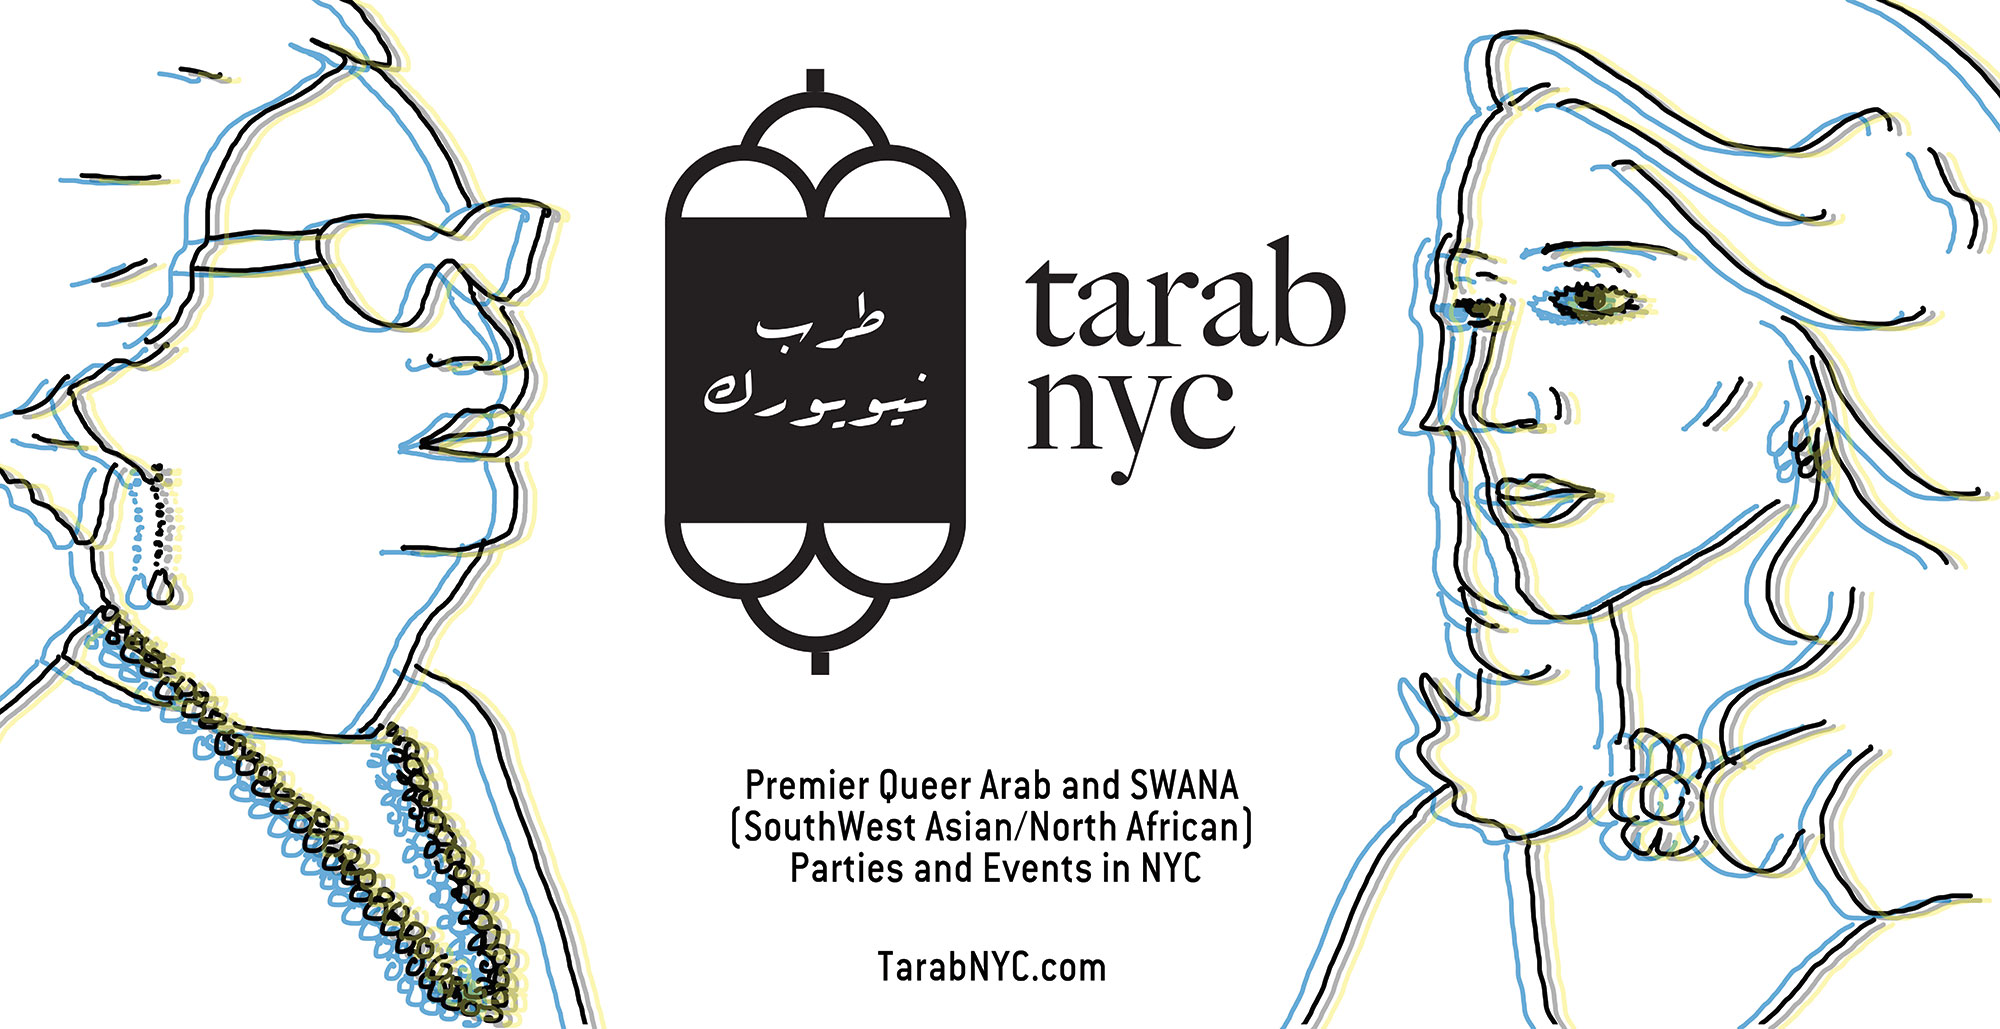 طرب
نيويورك
tarab
nyc
Premier Queer Arab and SWANA
(SouthWest Asian/North African)
Parties and Events in NYC
TarabNYC.com